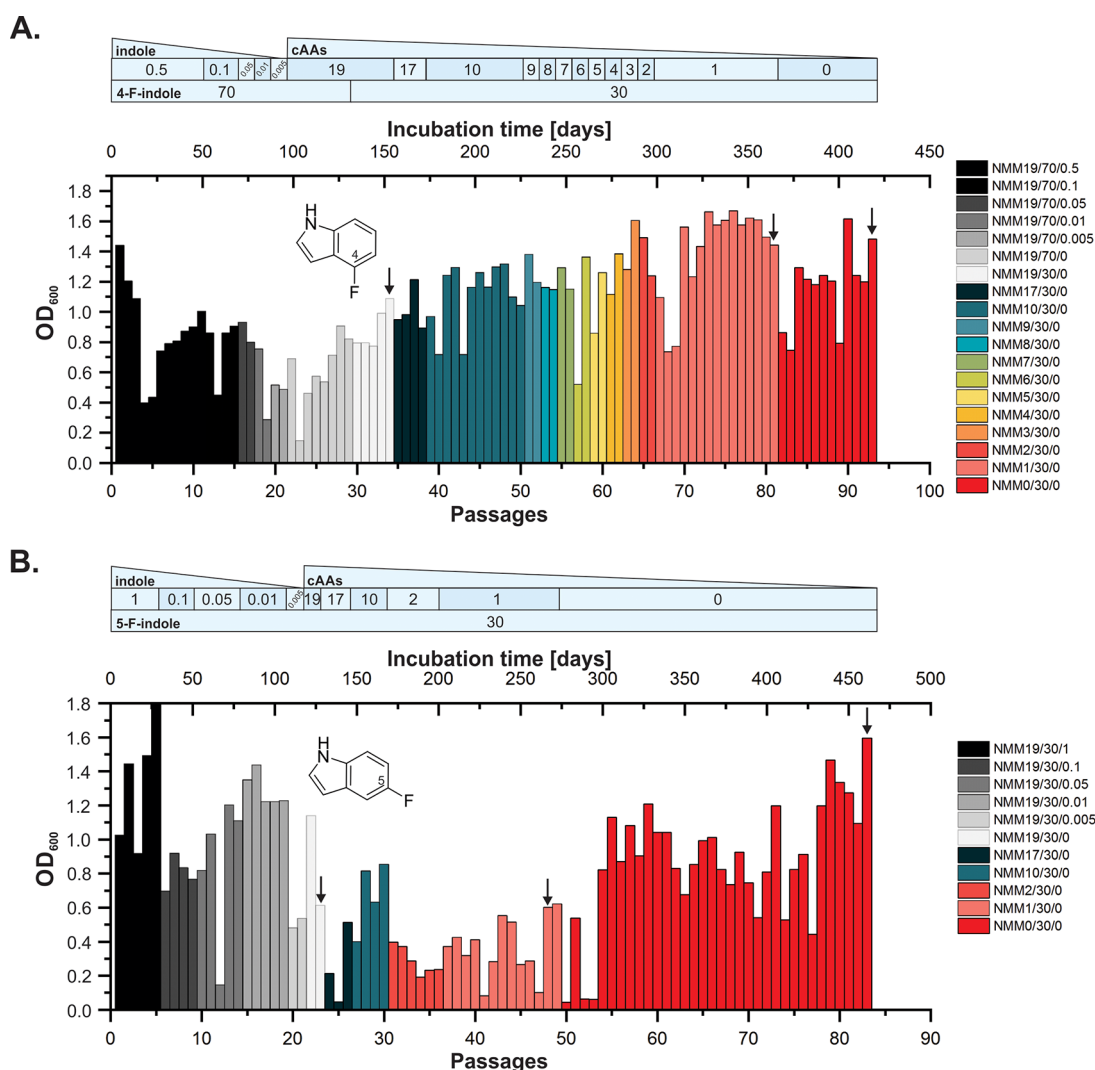 A.
indole cAAs
0.5 0.1 0.05 0.01 0.005 19 17 10 9 8 7 6 5 4 3 2 1 0
4-F-indole 70 30
Incubation time [days]
0 50 100 150 200 250 300 350 400 450
1.8
1.6
1.4
1.2
1.0
0.8
0.6
0.4
0.2
0.0
OD600
H
N
4
F
0 10 20 30 40 50 60 70 80 90 100
Passages
NMM19/70/0.5
NMM19/70/0.1
NMM19/70/0.05
NMM19/70/0.01
NMM19/70/0.005
NMM19/70/0
NMM19/30/0
NMM17/30/0
NMM10/30/0
NMM9/30/0
NMM8/30/0
NMM7/30/0
NMM6/30/0
NMM5/30/0
NMM4/30/0
NMM3/30/0
NMM2/30/0
NMM1/30/0
NMM0/30/0
B.
indole cAAs
1 0.1 0.05 0.01 0.005 19 17 10 2 1 0
5-F-indole 30
Incubation time [days]
0 50 100 150 200 250 300 350 400 450 500
1.8
1.6
1.4
1.2
1.0
0.8
0.6
0.4
0.2
0.0
OD600
H
N
5
F
0 10 20 30 40 50 60 70 80 90
Passages
NMM19/30/1
NMM19/30/0.1
NMM19/30/0.05
NMM19/30/0.01
NMM19/30/0.005
NMM19/30/0
NMM17/30/0
NMM10/30/0
NMM2/30/0
NMM1/30/0
NMM0/30/0